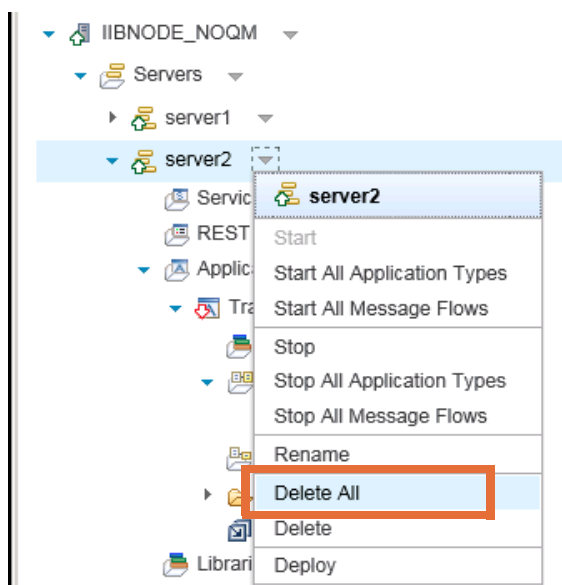 IIBNODE_NOQM
Servers
server1
server2
server2
Servic
REST
Start
Applic
Start All Application Types
Tra
Start All Message Flows
Stop
Stop All Application Types
Stop All Message Flows
Rename
Delete All
Delete
Librari
Deploy